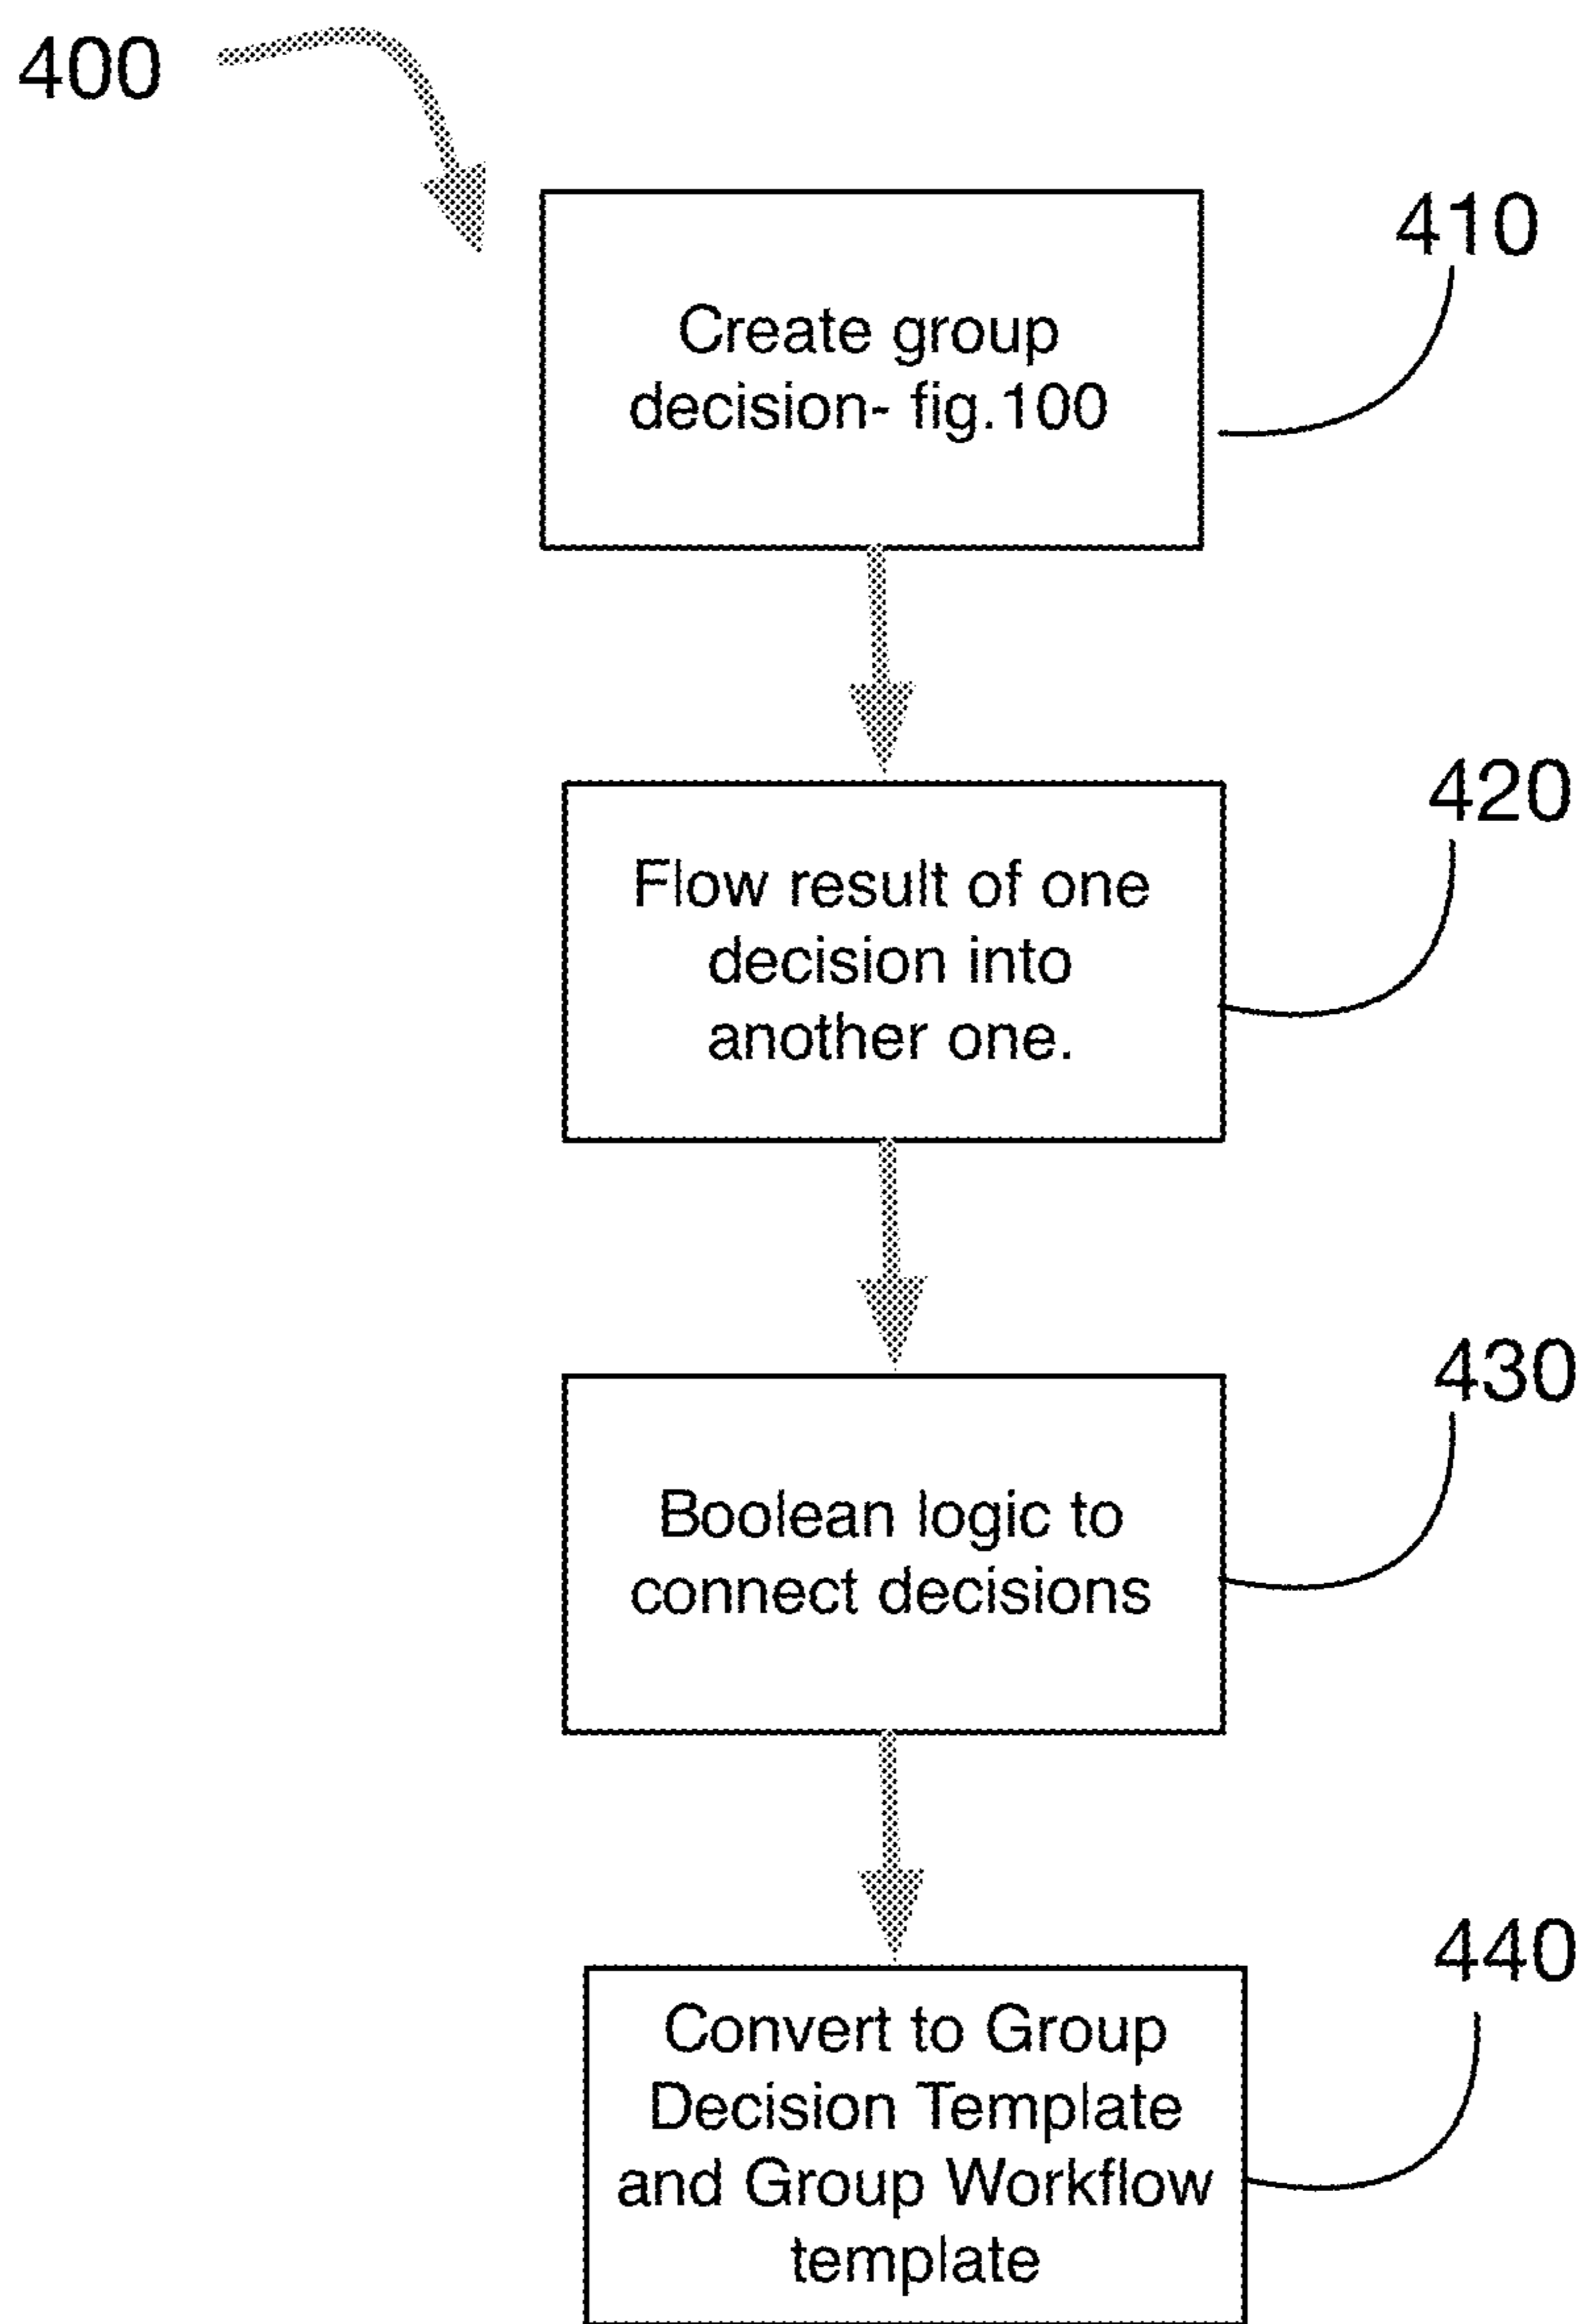 400
410
Create group
decision- fig.100
420
Flow result of one
decision into
another one.
430
Boolean logic to
connect decisions
440
Convert to Group
Decision Template
and Group Workflow
template